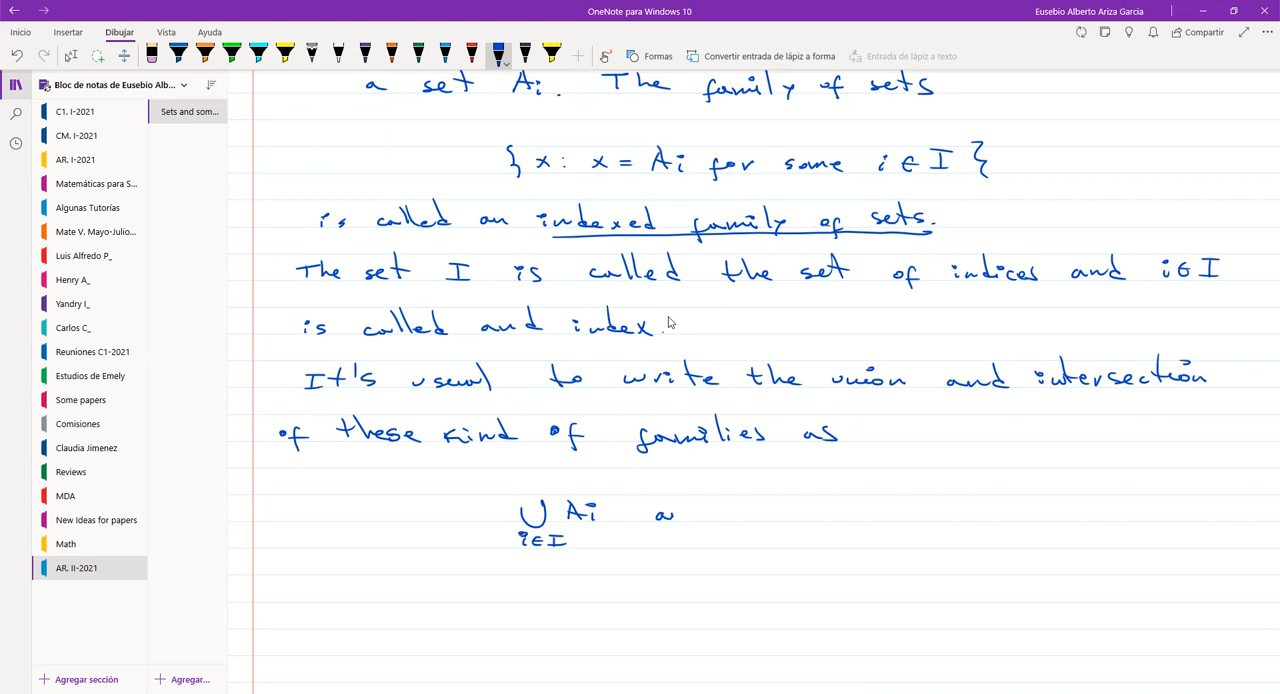 OneNote para Windows 10
Eusebio Alberto Ariza Garcia
Inicio Insertar Dibujar Vista Ayuda
Compartir
Formas Convertir entrada de lápiz a forma Entrada de lápiz a texto
Bloc de notas de Eusebio Alb...
C1. I-2021
CM. I-2021
AR. I-2021
Matemáticas para S...
Algunas Tutorías
Mate V. Mayo-Julio...
Luis Alfredo P_
Henry A_
Yandry I_
Carlos C_
Reuniones C1-2021
Estudios de Emely
Some papers
Comisiones
Claudia Jimenez
Reviews
MDA
New Ideas for papers
Math
AR. II-2021
Agregar sección
Sets and som...
Agregar...
a set Ai. The family of sets
{ x : x = Ai for some i ∈ I }
is called an indexed family of sets.
The set I is called the set of indices and i ∈ I
is called and index.
It's usual to write the union and intersection
of these kind of families as
⋃ Ai a
i ∈ I